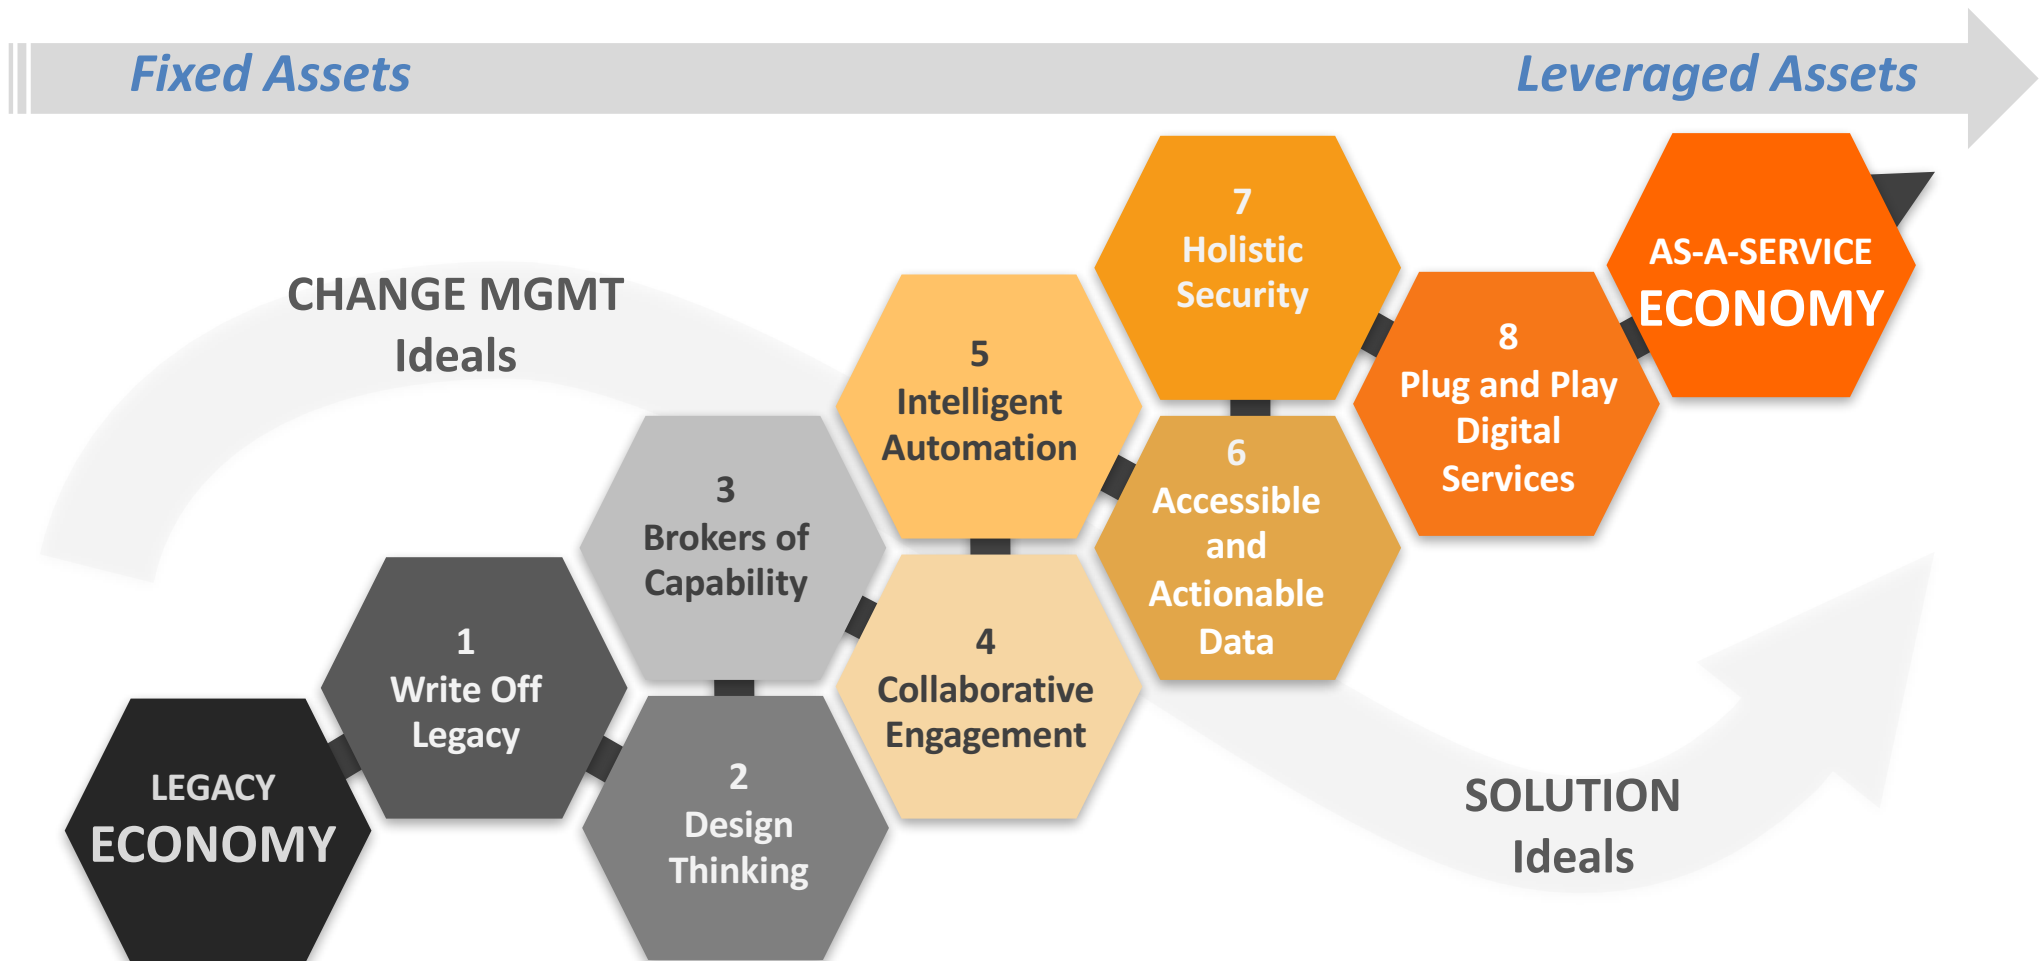 Fixed Assets
Leveraged Assets
CHANGE MGMT
Ideals
LEGACY
ECONOMY
1
Write Off
Legacy
2
Design
Thinking
3
Brokers of
Capability
4
Collaborative
Engagement
5
Intelligent
Automation
6
Accessible
and
Actionable
Data
7
Holistic
Security
8
Plug and Play
Digital
Services
AS-A-SERVICE
ECONOMY
SOLUTION
Ideals